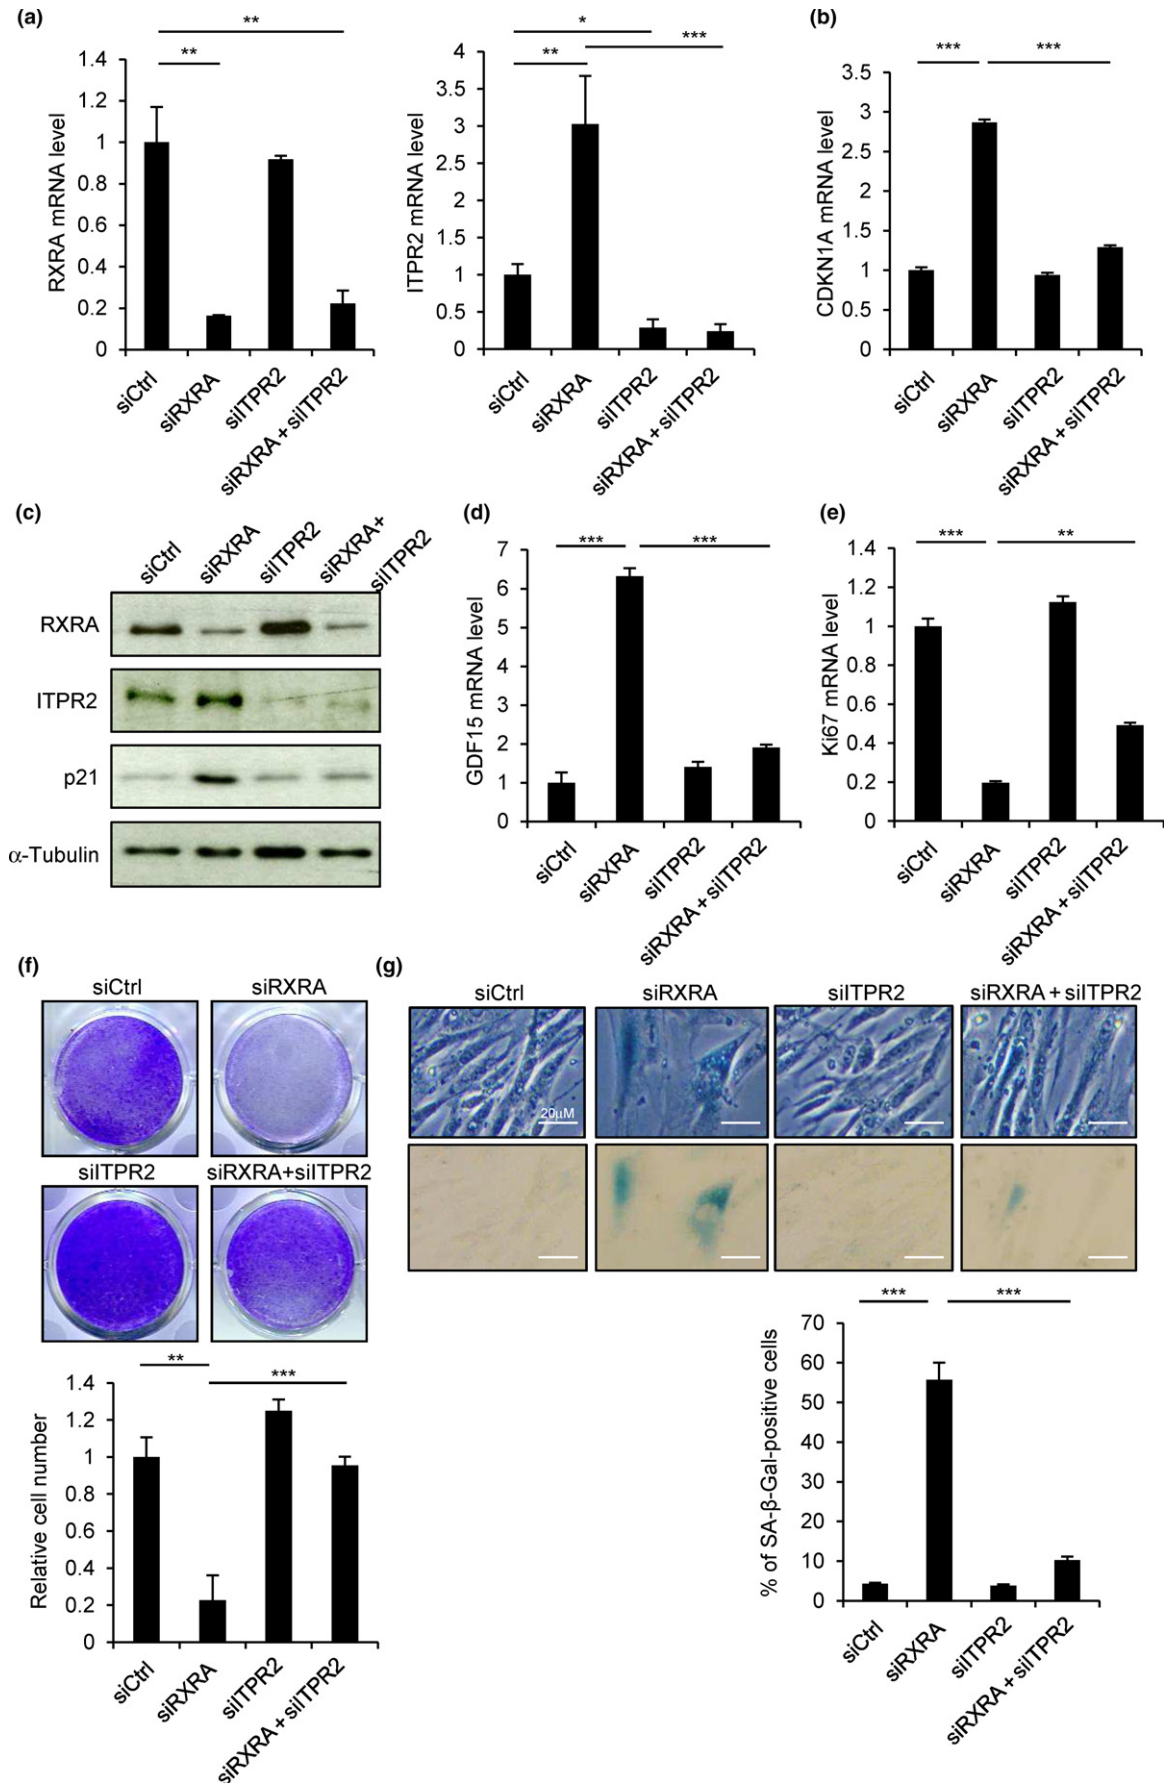 (a)
**
**
RXRA mRNA level
1.4
1.2
1
0.8
0.6
0.4
0.2
0
siCtrl
siRXRA
siITPR2
siRXRA + siITPR2
*
**
***
ITPR2 mRNA level
4
3.5
3
2.5
2
1.5
1
0.5
0
siCtrl
siRXRA
siITPR2
siRXRA + siITPR2
(b)
***
***
CDKN1A mRNA level
3.5
3
2.5
2
1.5
1
0.5
0
siCtrl
siRXRA
siITPR2
siRXRA + siITPR2
(c)
siCtrl
siRXRA
siITPR2
siRXRA+
siITPR2
RXRA
ITPR2
p21
α-Tubulin
(d)
***
***
GDF15 mRNA level
7
6
5
4
3
2
1
0
siCtrl
siRXRA
siITPR2
siRXRA + siITPR2
(e)
***
**
Ki67 mRNA level
1.4
1.2
1
0.8
0.6
0.4
0.2
0
siCtrl
siRXRA
siITPR2
siRXRA + siITPR2
(f)
siCtrl
siRXRA
siITPR2
siRXRA+siITPR2
**
***
Relative cell number
1.4
1.2
1
0.8
0.6
0.4
0.2
0
siCtrl
siRXRA
siITPR2
siRXRA + siITPR2
(g)
siCtrl
siRXRA
siITPR2
siRXRA + siITPR2
20μM
***
***
% of SA-β-Gal-positive cells
70
60
50
40
30
20
10
0
siCtrl
siRXRA
siITPR2
siRXRA + siITPR2